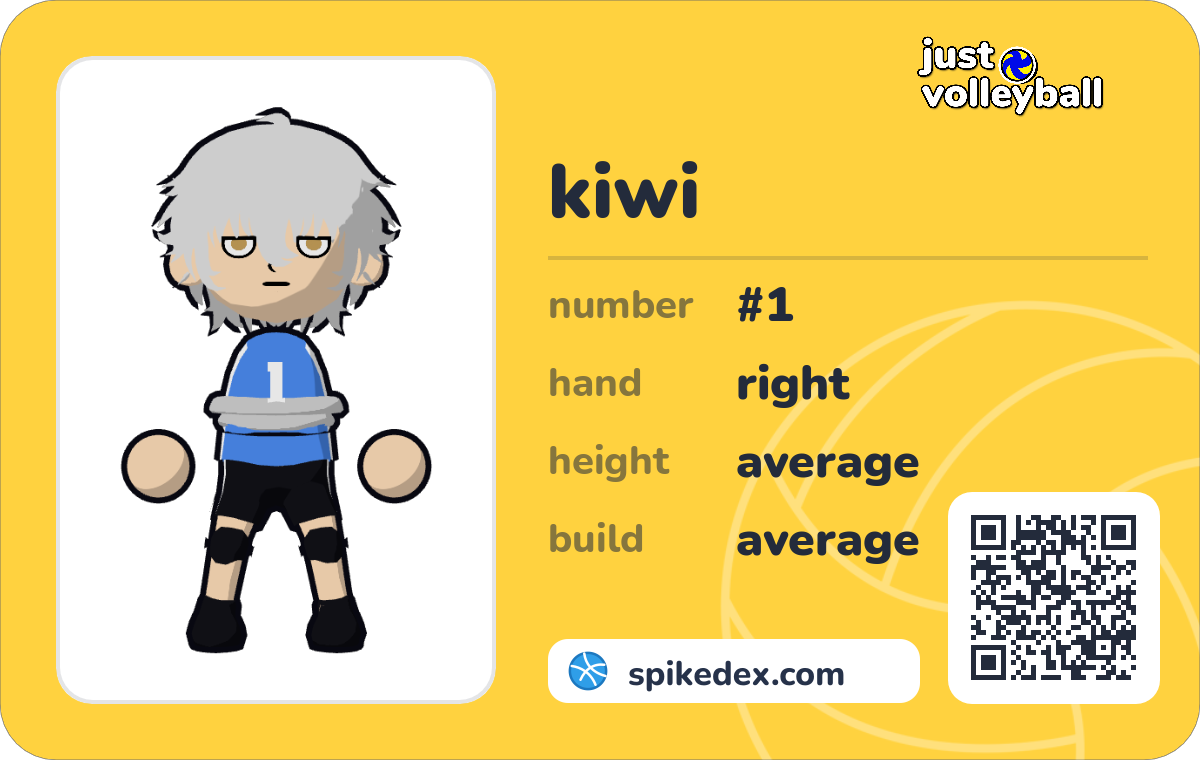 just
volleyball
kiwi
number #1
hand right
height average
build average
1
spikedex.com